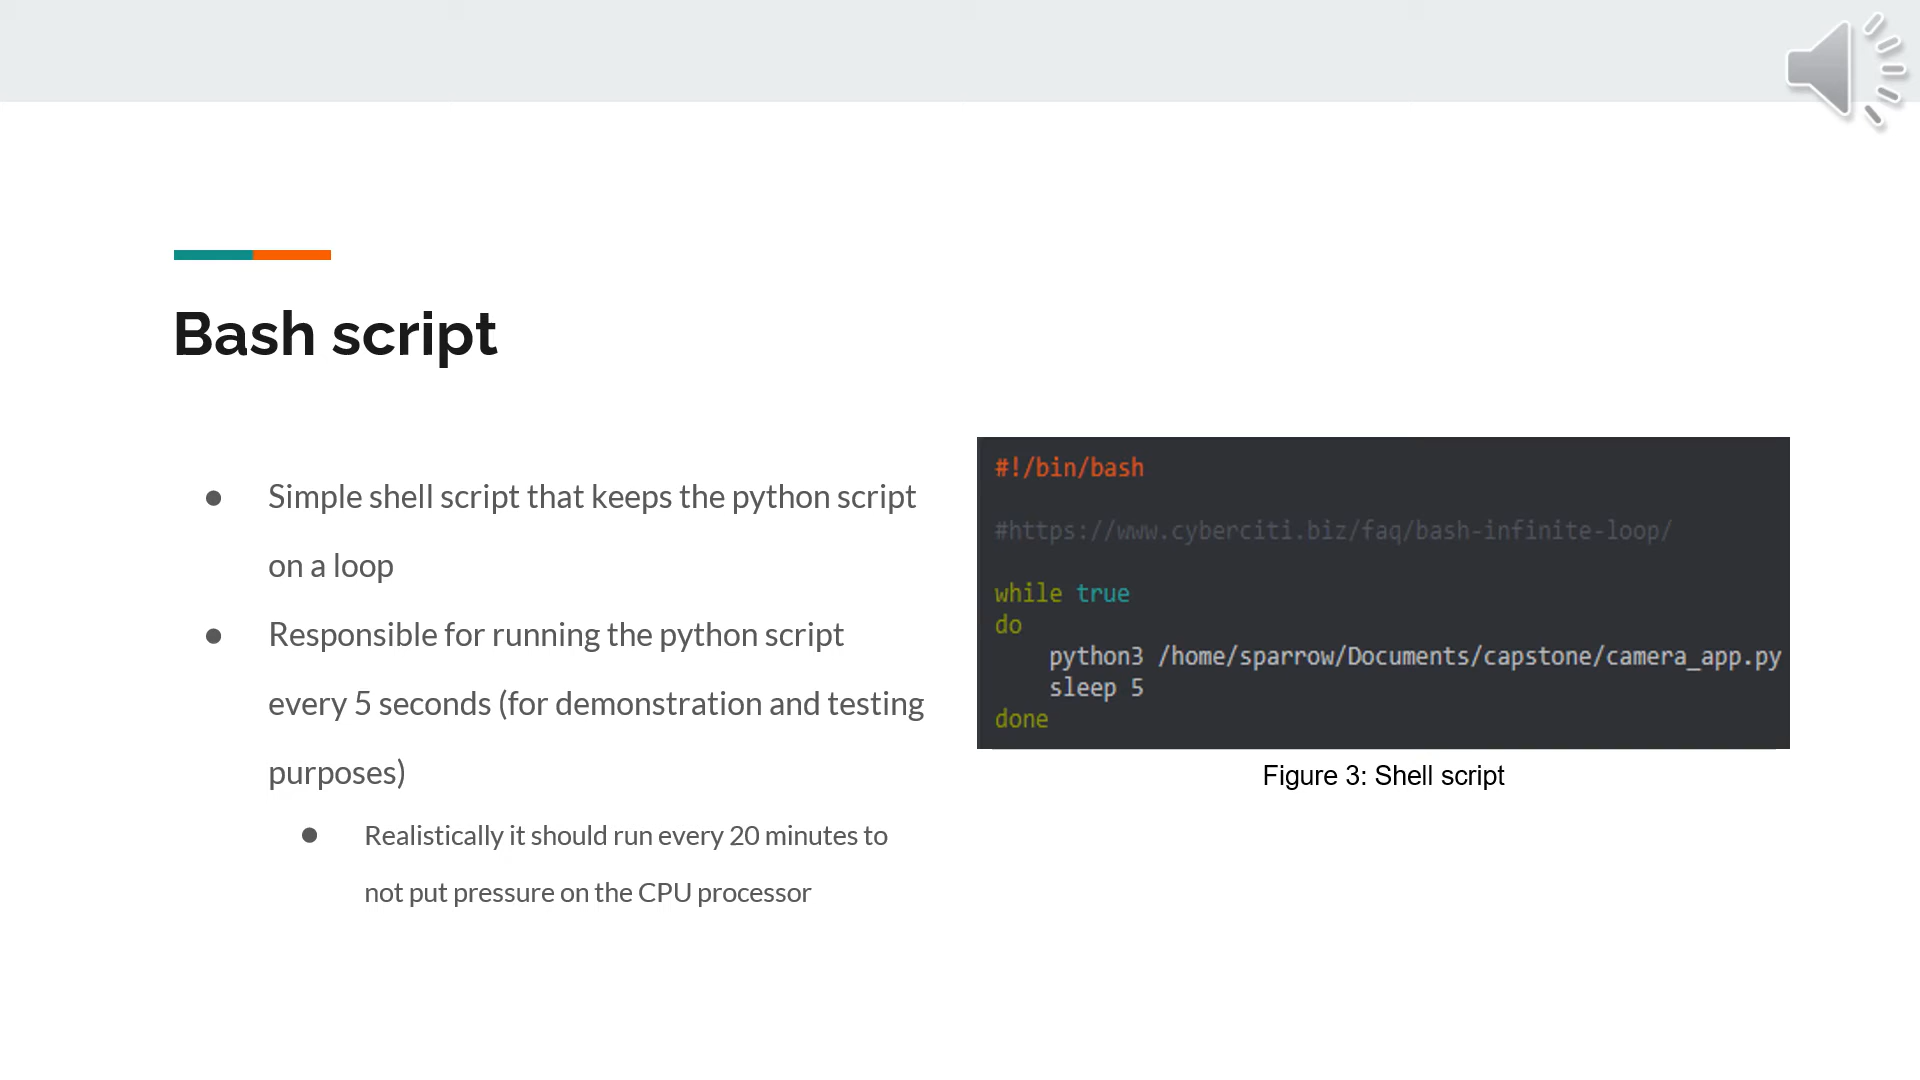 Bash script
● Simple shell script that keeps the python script
on a loop
● Responsible for running the python script
every 5 seconds (for demonstration and testing
purposes)
● Realistically it should run every 20 minutes to
not put pressure on the CPU processor
#!/bin/bash
#https://www.cyberciti.biz/faq/bash-infinite-loop/
while true
do
python3 /home/sparrow/Documents/capstone/camera_app.py
sleep 5
done
Figure 3: Shell script